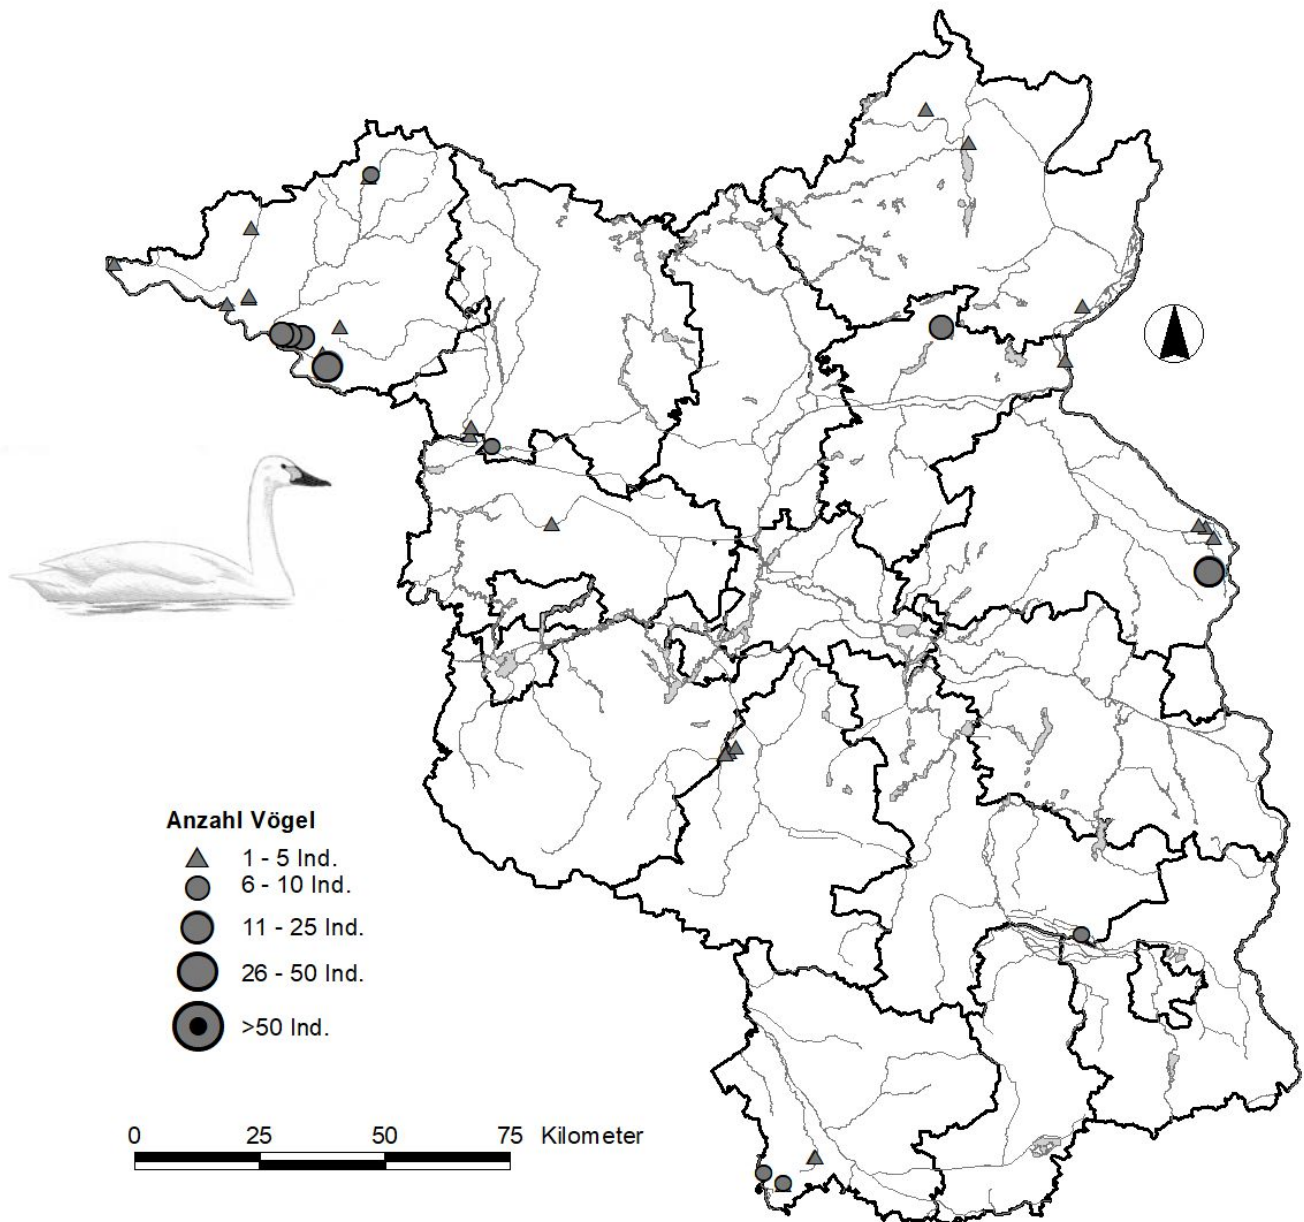 Anzahl Vögel
1 - 5 Ind.
6 - 10 Ind.
11 - 25 Ind.
26 - 50 Ind.
>50 Ind.
0 25 50 75 Kilometer